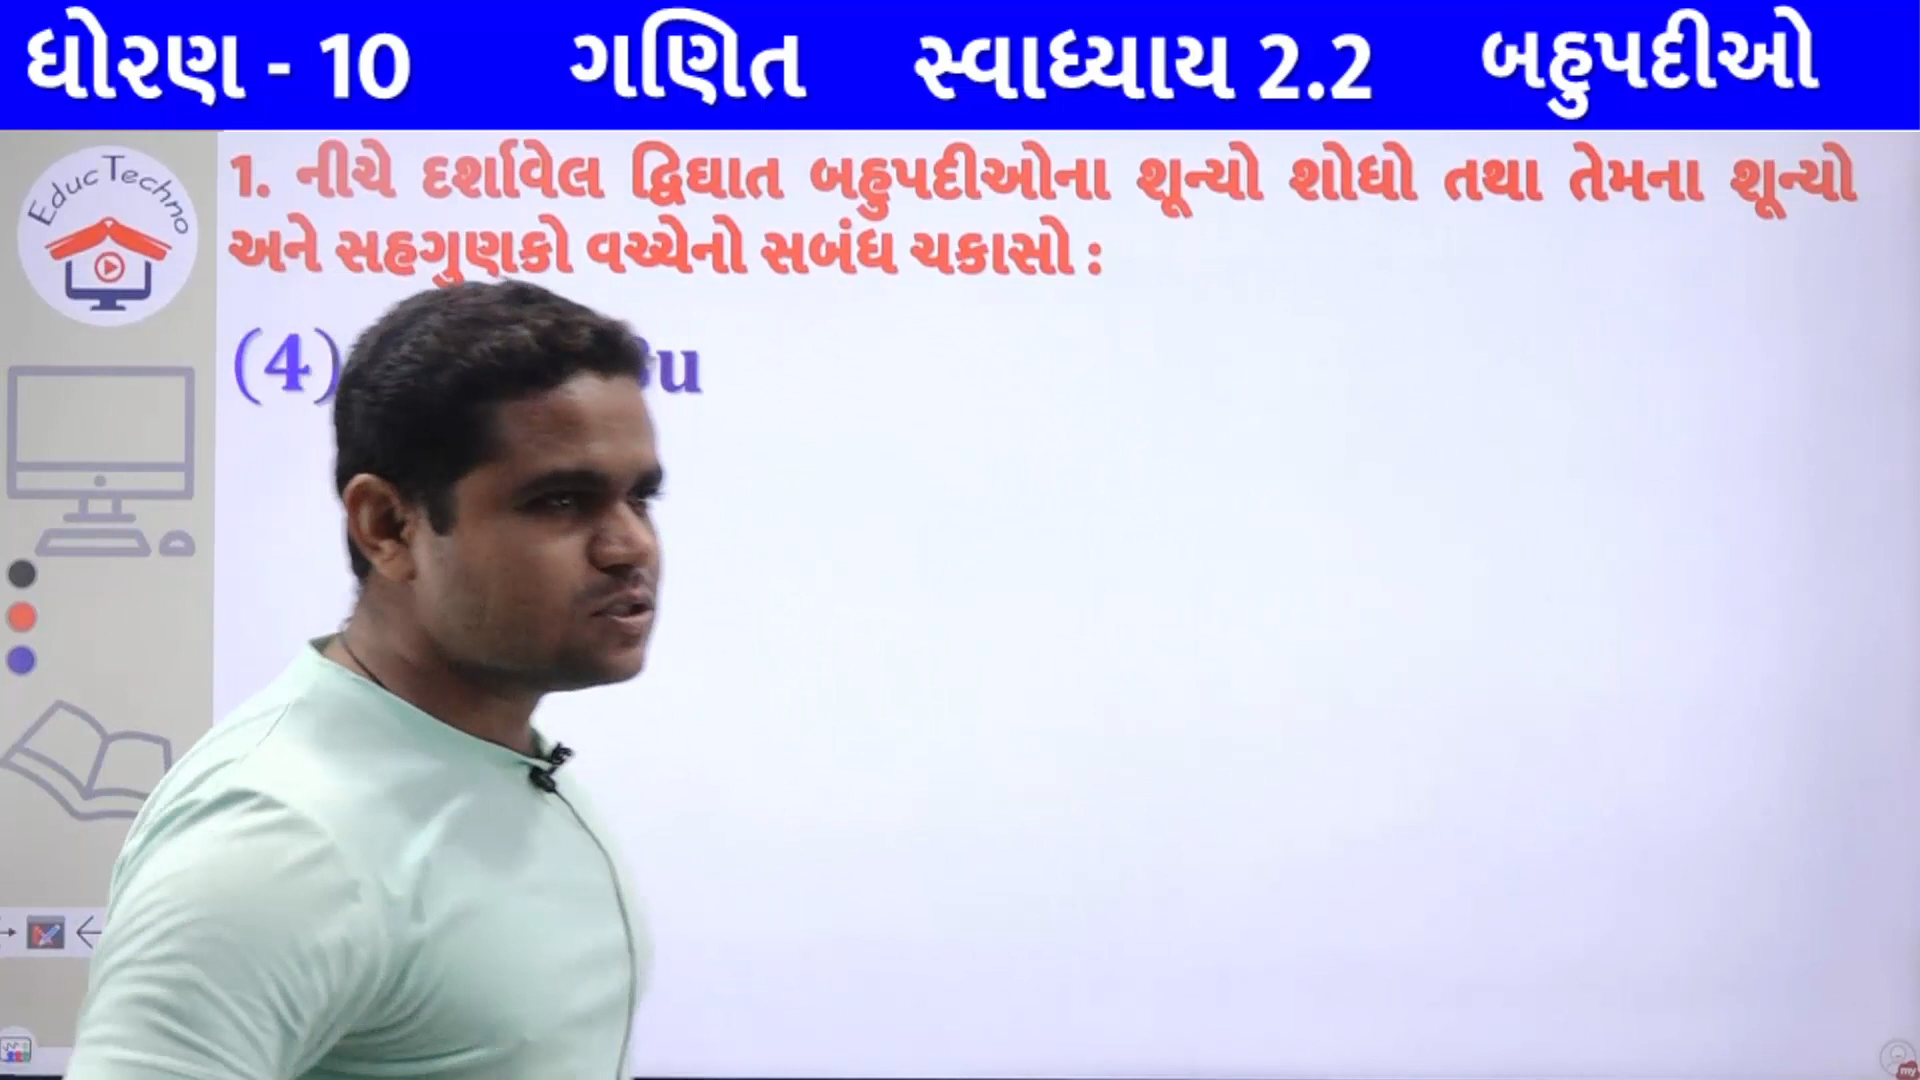 ધોરણ - 10 ગણિત સ્વાધ્યાય 2.2 બહુપદીઓ
EducTechno
1. નીચે દર્શાવેલ દ્વિઘાત બહુપદીઓના શૂન્યો શોધો તથા તેમના શૂન્યો
અને સહગુણકો વચ્ચેનો સબંધ ચકાસો :
(4) u
my